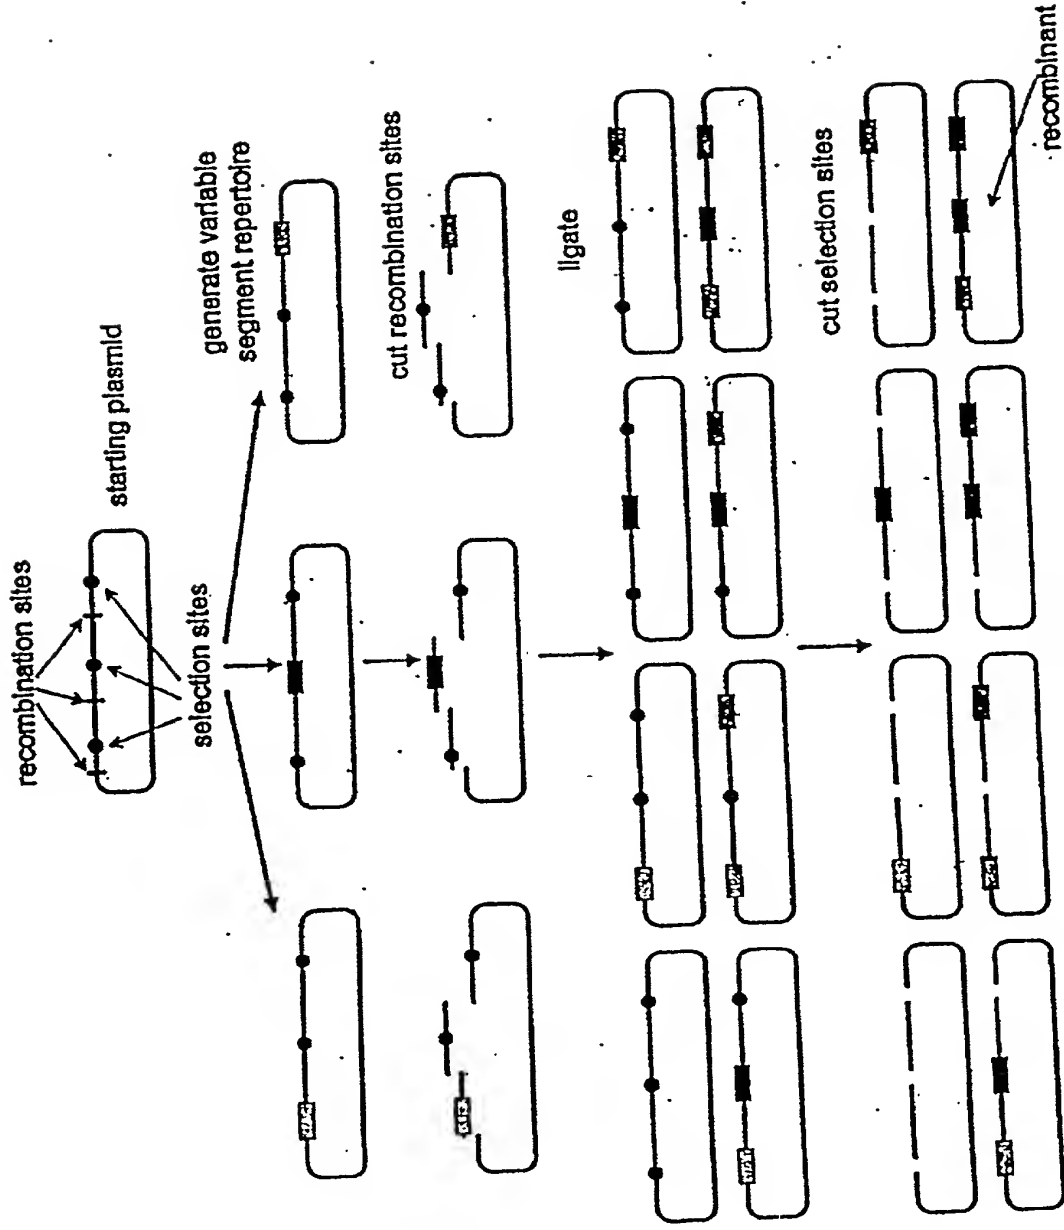 recombination sites
starting plasmid
selection sites
generate variable
segment repertoire
cut recombination sites
ligate
cut selection sites
recombinant